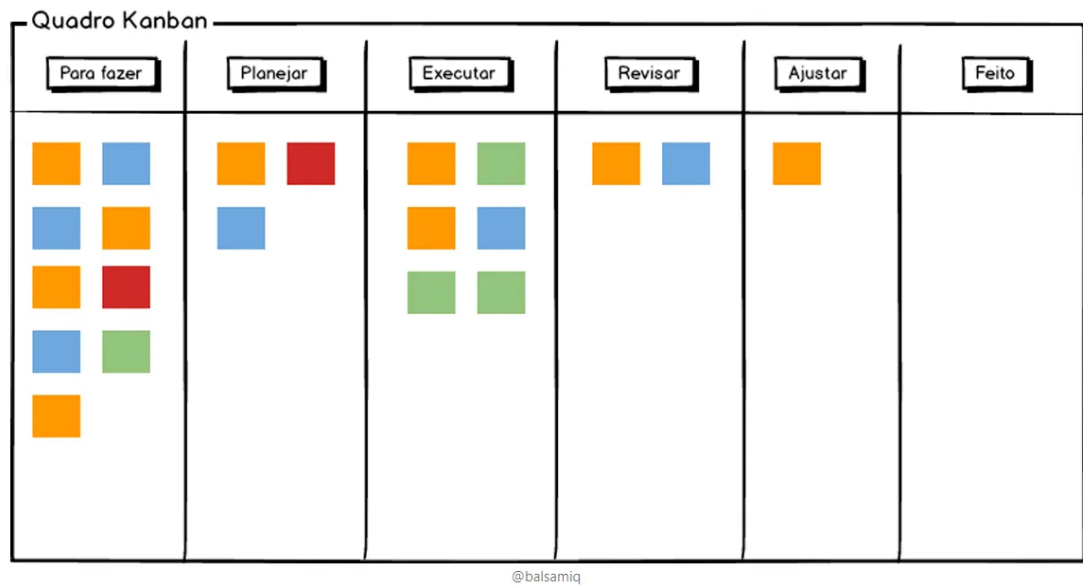 Quadro Kanban
Para fazer
Planejar
Executar
Revisar
Ajustar
Feito
@balsamiq